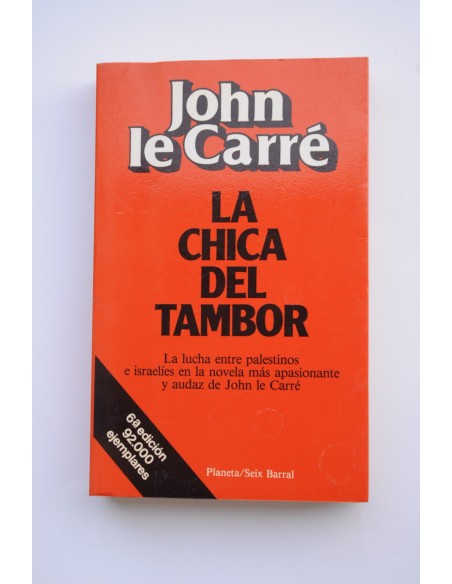 John
le Carré
LA
CHICA
DEL
TAMBOR
La lucha entre palestinos
e israelíes en la novela más apasionante
y audaz de John le Carré
6a edición
92.000
ejemplares
Planeta/Seix Barral